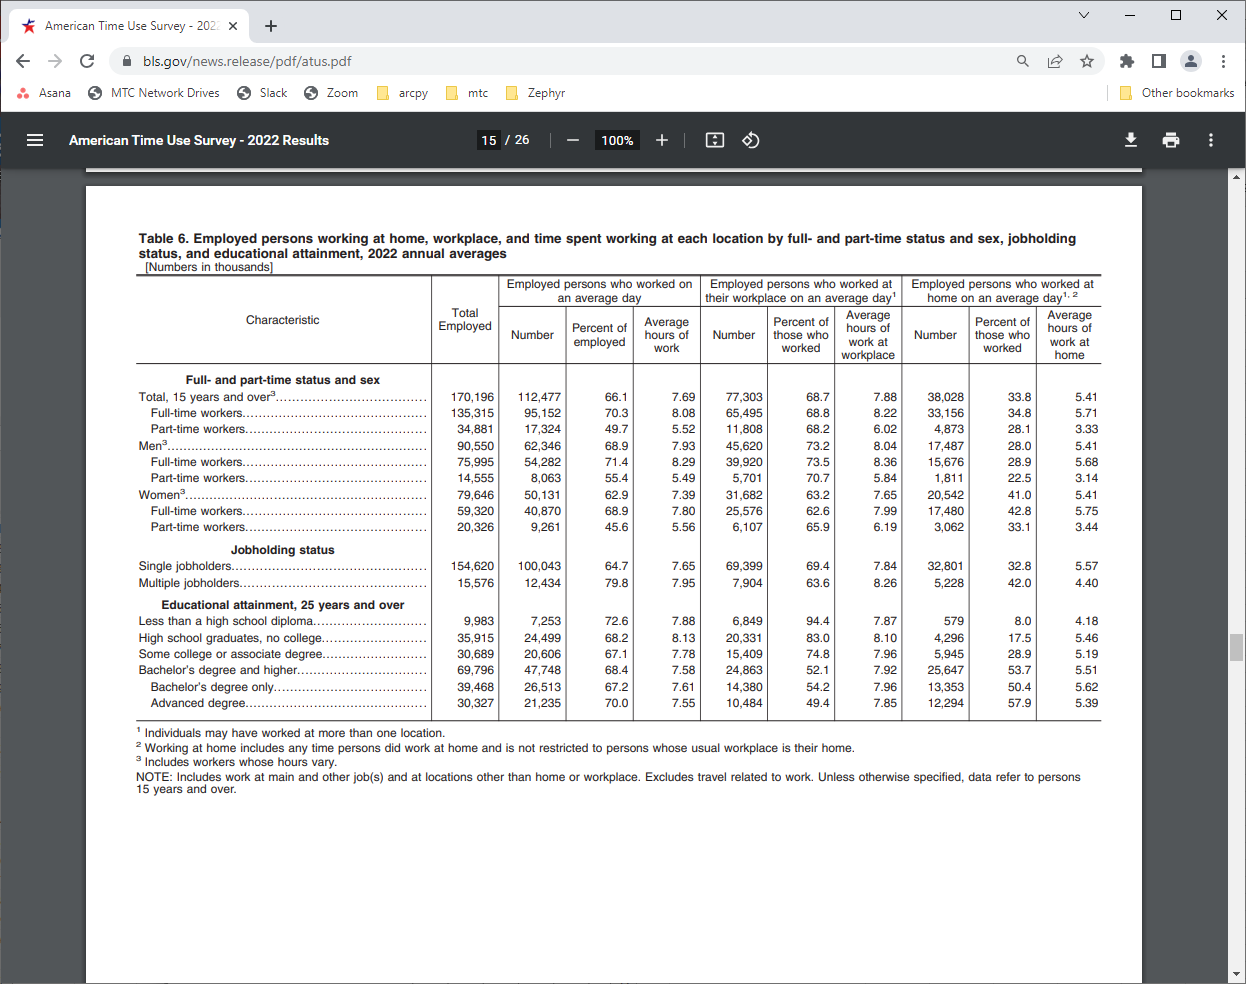 American Time Use Survey - 202
bls.gov/news.release/pdf/atus.pdf
Asana MTC Network Drives Slack Zoom arcpy mtc Zephyr Other bookmarks
American Time Use Survey - 2022 Results 15 / 26 100%
Table 6. Employed persons working at home, workplace, and time spent working at each location by full- and part-time status and sex, jobholding
status, and educational attainment, 2022 annual averages
[Numbers in thousands]
Characteristic
Total
Employed
Employed persons who worked on
an average day
Employed persons who worked at
their workplace on an average day1
Employed persons who worked at
home on an average day1, 2
Number
Percent of
employed
Average
hours of
work
Number
Percent of
those who
worked
Average
hours of
work at
workplace
Number
Percent of
those who
worked
Average
hours of
work at
home
Full- and part-time status and sex
Total, 15 years and over3 170,196 112,477 66.1 7.69 77,303 68.7 7.88 38,028 33.8 5.41
Full-time workers 135,315 95,152 70.3 8.08 65,495 68.8 8.22 33,156 34.8 5.71
Part-time workers 34,881 17,324 49.7 5.52 11,808 68.2 6.02 4,873 28.1 3.33
Men3 90,550 62,346 68.9 7.93 45,620 73.2 8.04 17,487 28.0 5.41
Full-time workers 75,995 54,282 71.4 8.29 39,920 73.5 8.36 15,676 28.9 5.68
Part-time workers 14,555 8,063 55.4 5.49 5,701 70.7 5.84 1,811 22.5 3.14
Women3 79,646 50,131 62.9 7.39 31,682 63.2 7.65 20,542 41.0 5.41
Full-time workers 59,320 40,870 68.9 7.80 25,576 62.6 7.99 17,480 42.8 5.75
Part-time workers 20,326 9,261 45.6 5.56 6,107 65.9 6.19 3,062 33.1 3.44
Jobholding status
Single jobholders 154,620 100,043 64.7 7.65 69,399 69.4 7.84 32,801 32.8 5.57
Multiple jobholders 15,576 12,434 79.8 7.95 7,904 63.6 8.26 5,228 42.0 4.40
Educational attainment, 25 years and over
Less than a high school diploma 9,983 7,253 72.6 7.88 6,849 94.4 7.87 579 8.0 4.18
High school graduates, no college 35,915 24,499 68.2 8.13 20,331 83.0 8.10 4,296 17.5 5.46
Some college or associate degree 30,689 20,606 67.1 7.78 15,409 74.8 7.96 5,945 28.9 5.19
Bachelor's degree and higher 69,796 47,748 68.4 7.58 24,863 52.1 7.92 25,647 53.7 5.51
Bachelor's degree only 39,468 26,513 67.2 7.61 14,380 54.2 7.96 13,353 50.4 5.62
Advanced degree 30,327 21,235 70.0 7.55 10,484 49.4 7.85 12,294 57.9 5.39
1 Individuals may have worked at more than one location.
2 Working at home includes any time persons did work at home and is not restricted to persons whose usual workplace is their home.
3 Includes workers whose hours vary.
NOTE: Includes work at main and other job(s) and at locations other than home or workplace. Excludes travel related to work. Unless otherwise specified, data refer to persons
15 years and over.